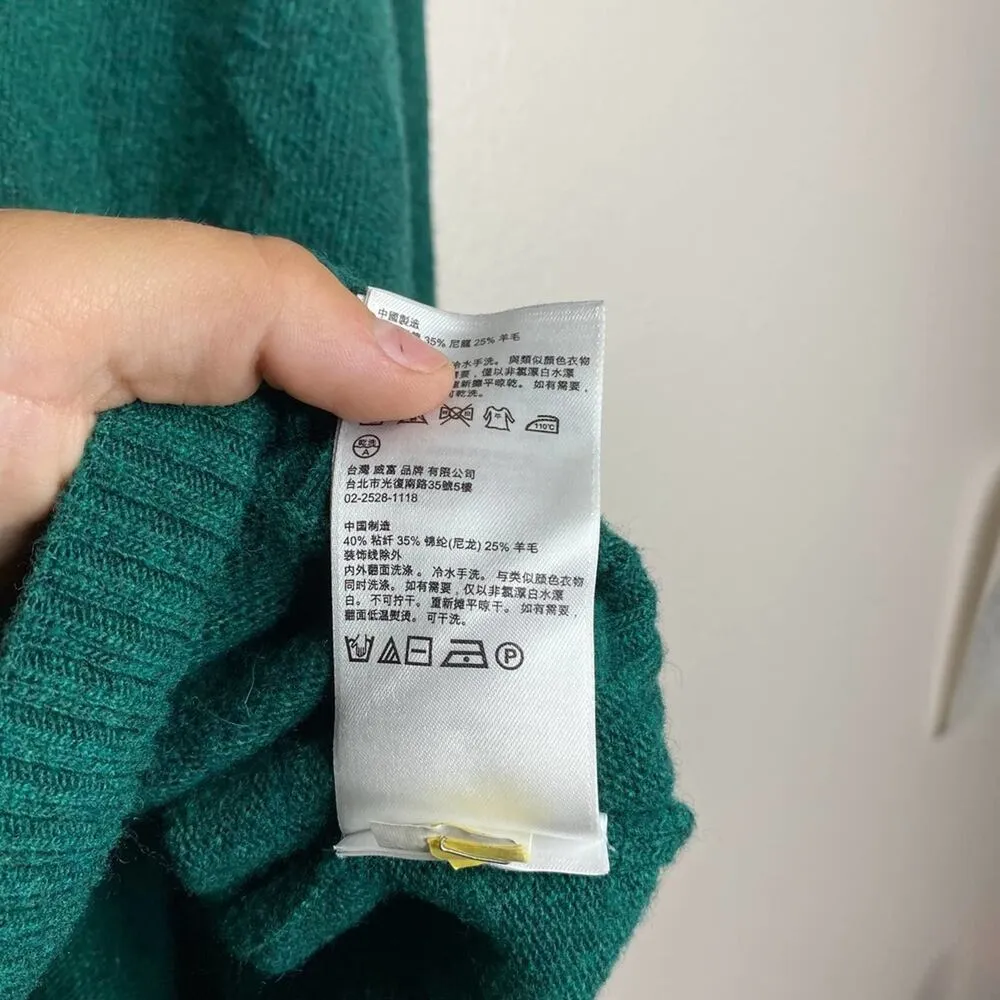 中國製造
35% 尼龍 25% 羊毛
冷水手洗。 與類似顏色衣物
需要，僅以非氯漂白水漂
重新攤平晾乾。 如有需要，
可乾洗。
平 110°C
乾洗
A
台灣 威富 品牌 有限公司
台北市光復南路35號5樓
02-2528-1118
中国制造
40% 粘纤 35% 锦纶(尼龙) 25% 羊毛
装饰线除外
内外翻面洗涤。 冷水手洗。 与类似颜色衣物
同时洗涤。 如有需要，仅以非氯漂白水漂
白。 不可拧干。重新摊平晾干。 如有需要，
翻面低温熨烫。 可干洗。
P